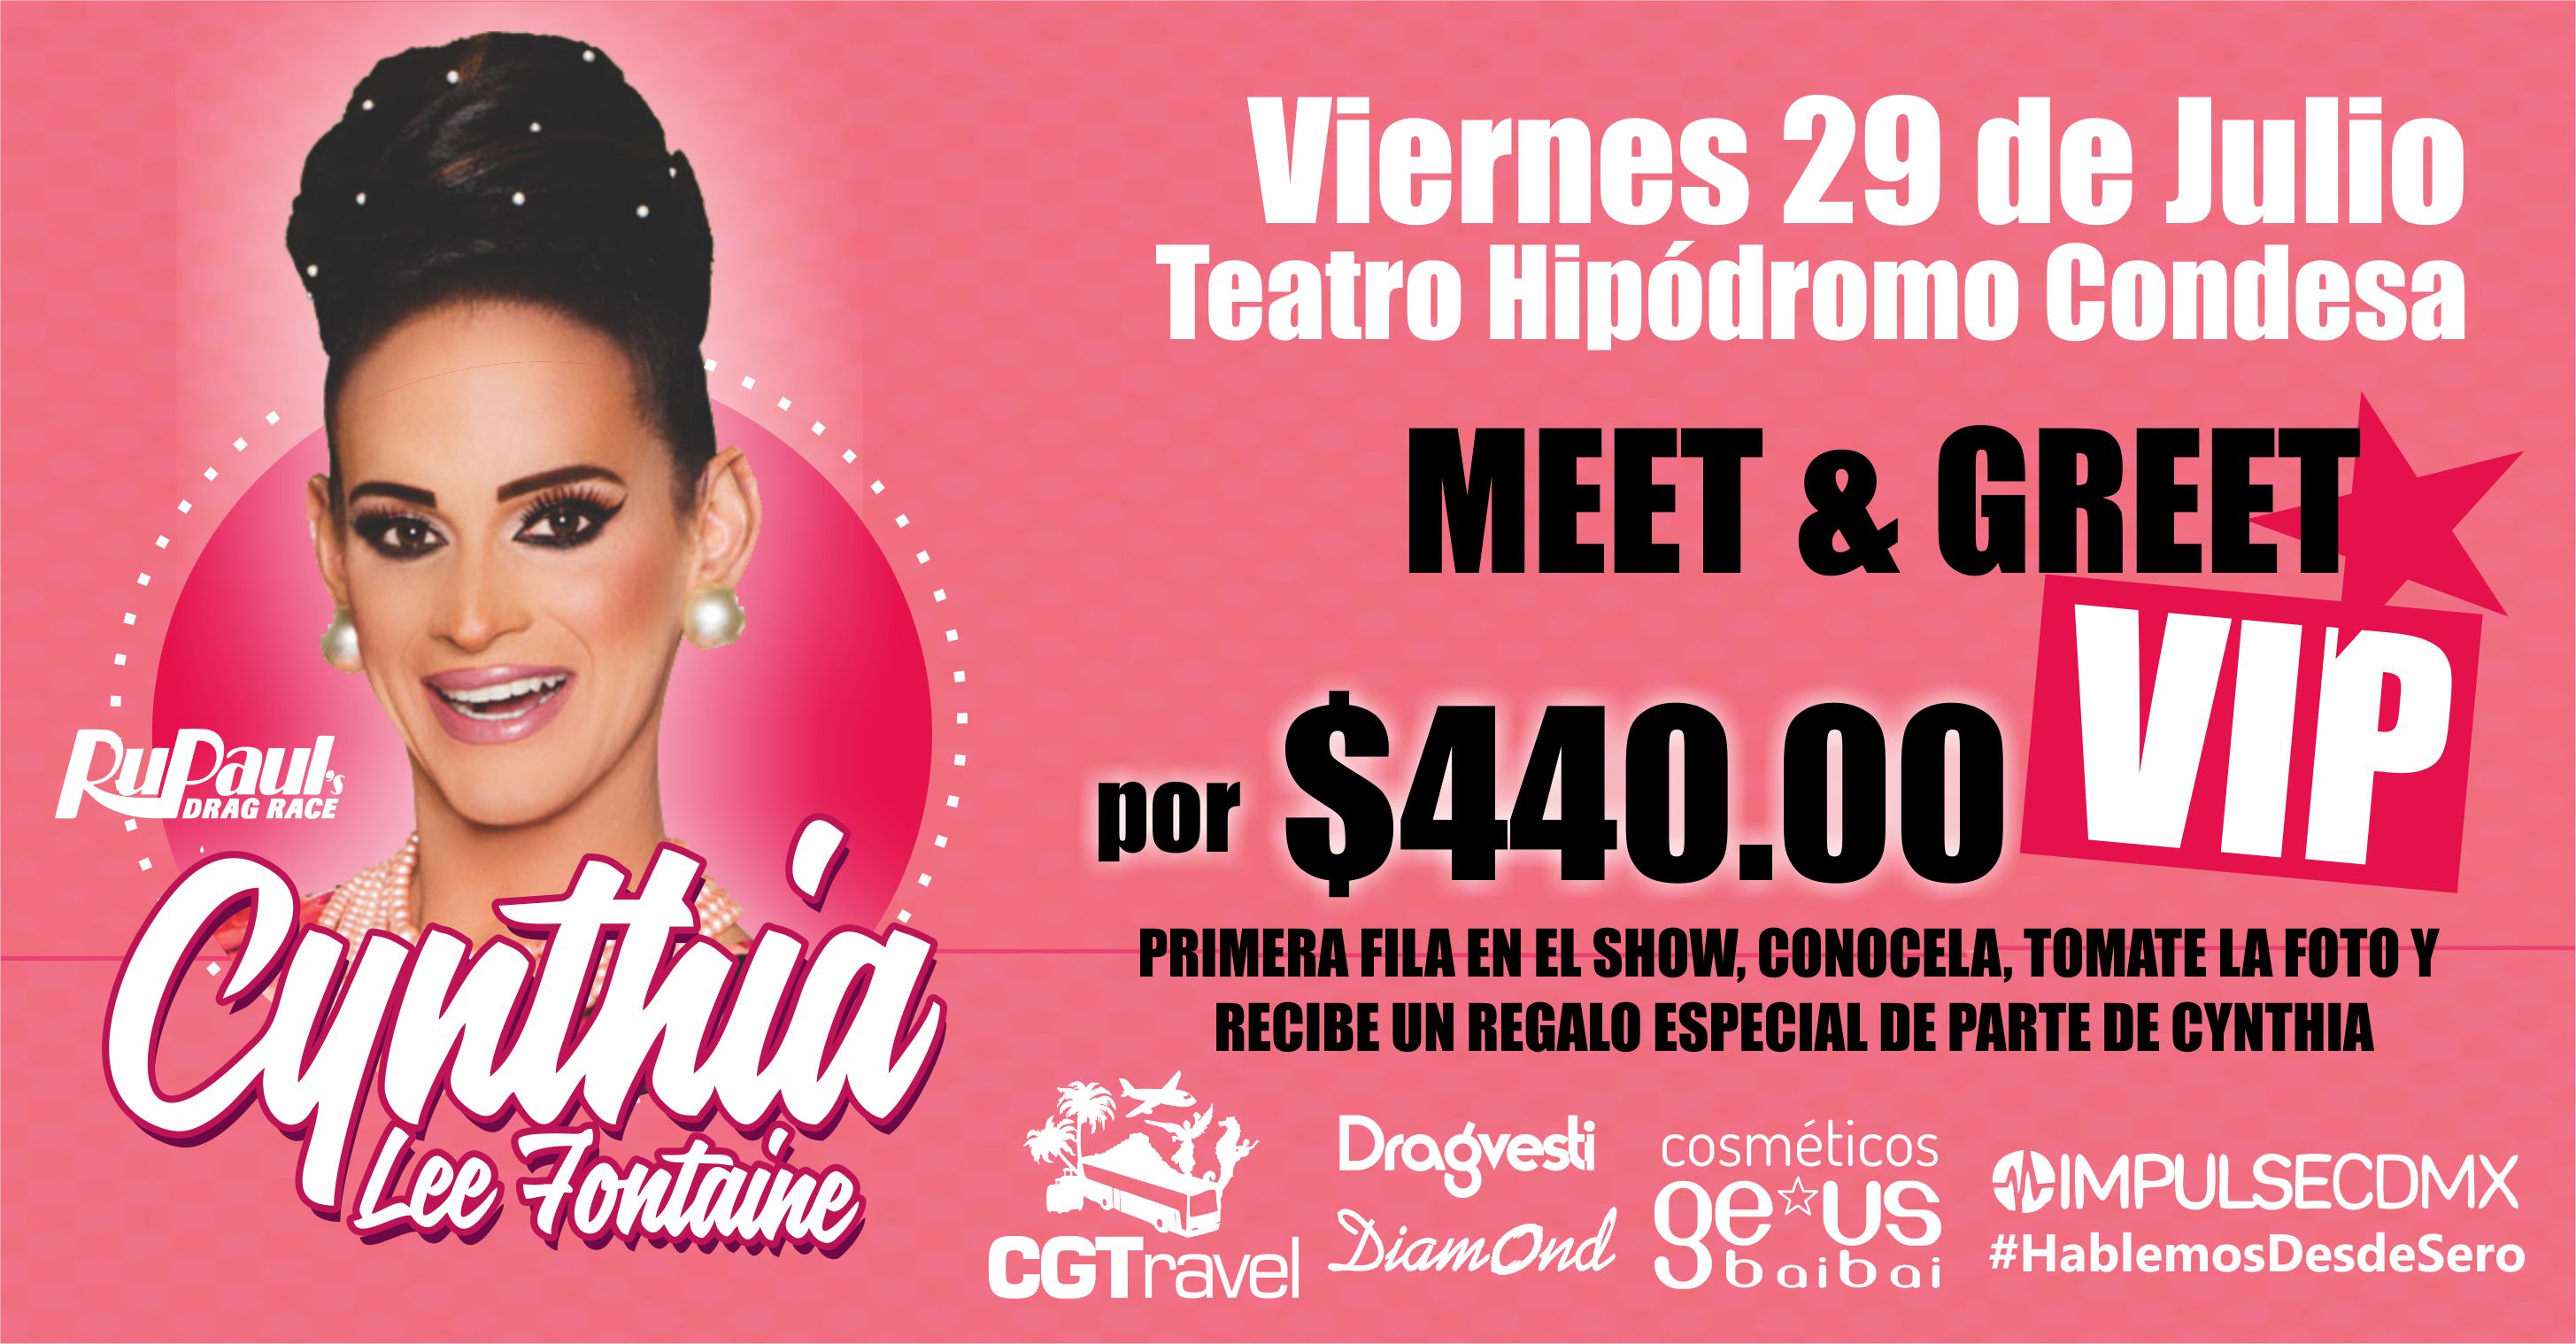 Viernes 29 de Julio
Teatro Hipódromo Condesa
MEET & GREET
VIP
por $440.00
PRIMERA FILA EN EL SHOW, CONOCELA, TOMATE LA FOTO Y
RECIBE UN REGALO ESPECIAL DE PARTE DE CYNTHIA
RuPaul's
DRAG RACE
Cynthia
Lee Fontaine
CGTravel
Dragvesti
DiamOnd
cosméticos
ge☆us
baibai
IMPULSECDMX
#HablemosDesdeSero